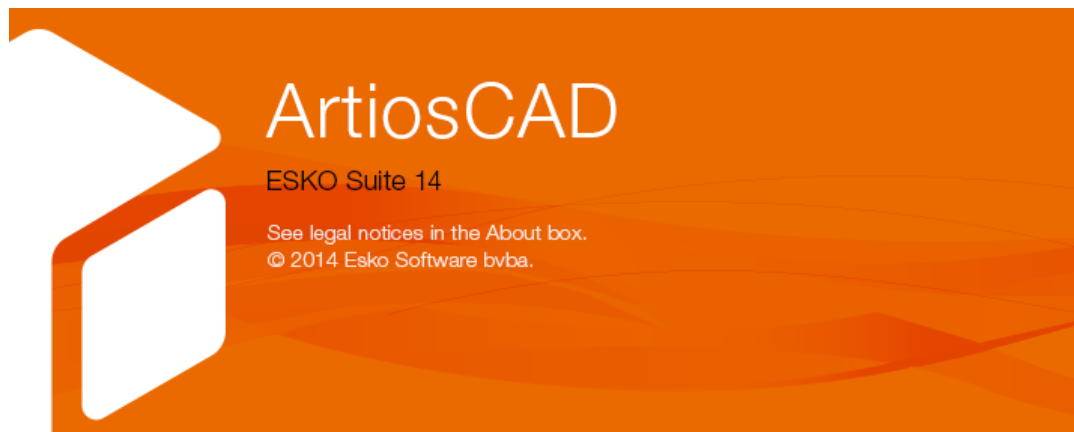 ArtiosCAD
ESKO Suite 14
See legal notices in the About box.
© 2014 Esko Software bvba.